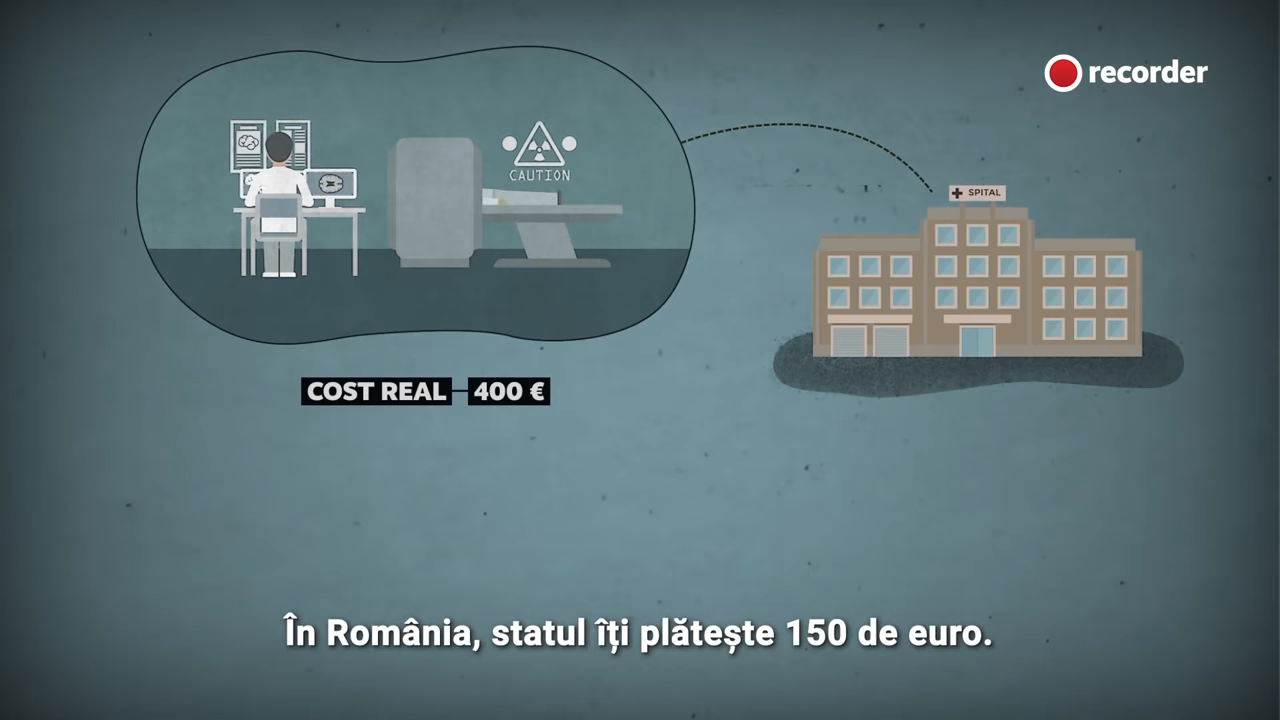 recorder
CAUTION
SPITAL
COST REAL 400 €
În România, statul îți plătește 150 de euro.